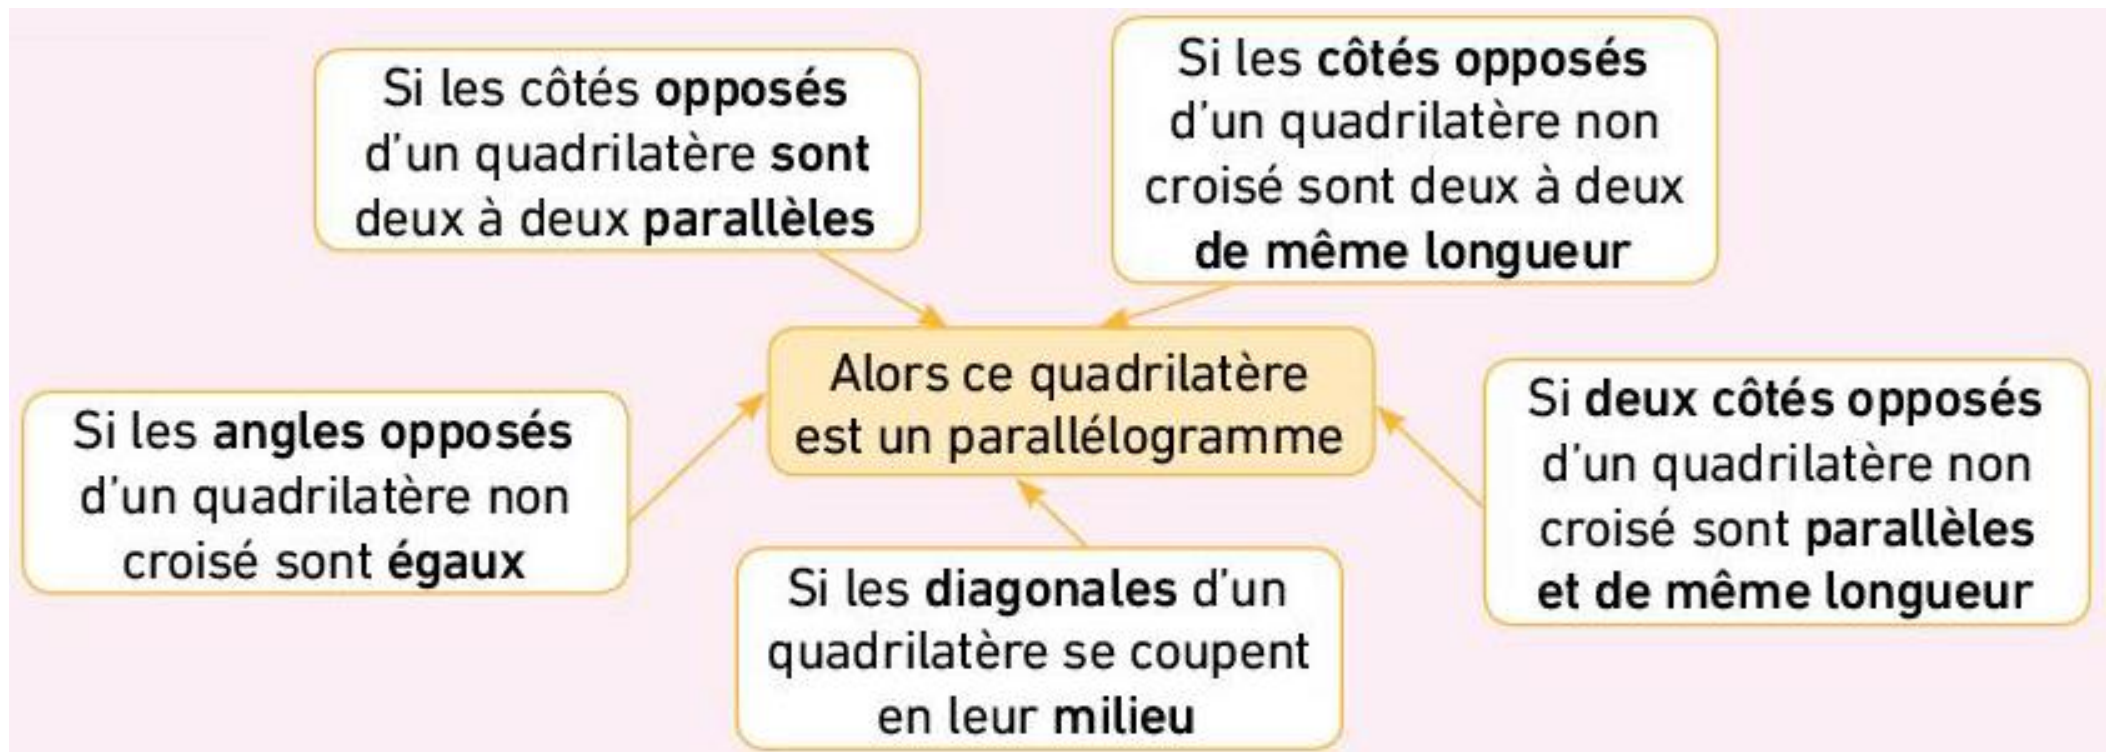 Si les côtés opposés
d'un quadrilatère sont
deux à deux parallèles
Si les côtés opposés
d'un quadrilatère non
croisé sont deux à deux
de même longueur
Alors ce quadrilatère
est un parallélogramme
Si les angles opposés
d'un quadrilatère non
croisé sont égaux
Si deux côtés opposés
d'un quadrilatère non
croisé sont parallèles
et de même longueur
Si les diagonales d'un
quadrilatère se coupent
en leur milieu